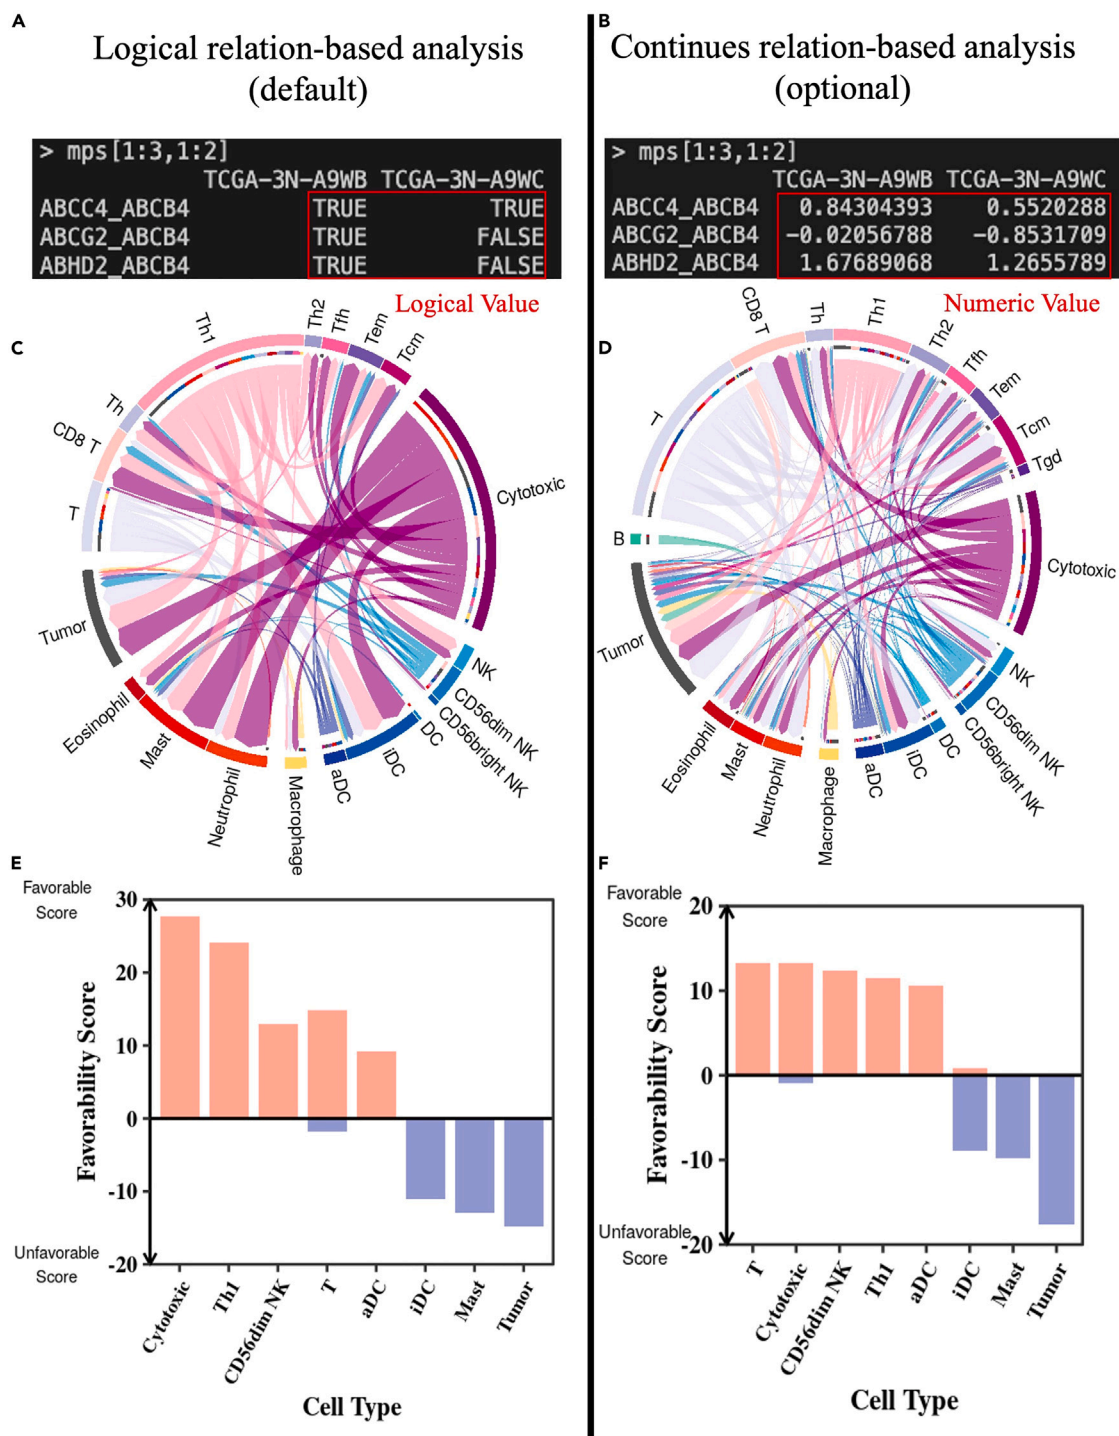 A
Logical relation-based analysis
(default)
> mps[1:3,1:2]
TCGA-3N-A9WB TCGA-3N-A9WC
ABCC4_ABCB4 TRUE TRUE
ABCG2_ABCB4 TRUE FALSE
ABHD2_ABCB4 TRUE FALSE
Logical Value
B
Continues relation-based analysis
(optional)
> mps[1:3,1:2]
TCGA-3N-A9WB TCGA-3N-A9WC
ABCC4_ABCB4 0.84304393 0.5520288
ABCG2_ABCB4 -0.02056788 -0.8531709
ABHD2_ABCB4 1.67689068 1.2655789
Numeric Value
C
T
CD8 T
Th
Th1
Th2
Tfh
Tem
Tcm
Cytotoxic
NK
CD56dim NK
CD56bright NK
DC
iDC
aDC
Macrophage
Neutrophil
Mast
Eosinophil
Tumor
D
B
T
CD8 T
Th
Th1
Th2
Tfh
Tem
Tcm
Tgd
Cytotoxic
NK
CD56dim NK
CD56bright NK
DC
iDC
aDC
Macrophage
Neutrophil
Mast
Eosinophil
Tumor
E
Favorable
Score
30
20
10
0
-10
-20
Favorability Score
Unfavorable
Score
Cytotoxic
Th1
CD56dim NK
T
aDC
iDC
Mast
Tumor
Cell Type
F
Favorable
Score
20
10
0
-10
-20
Favorability Score
Unfavorable
Score
T
Cytotoxic
CD56dim NK
Th1
aDC
iDC
Mast
Tumor
Cell Type